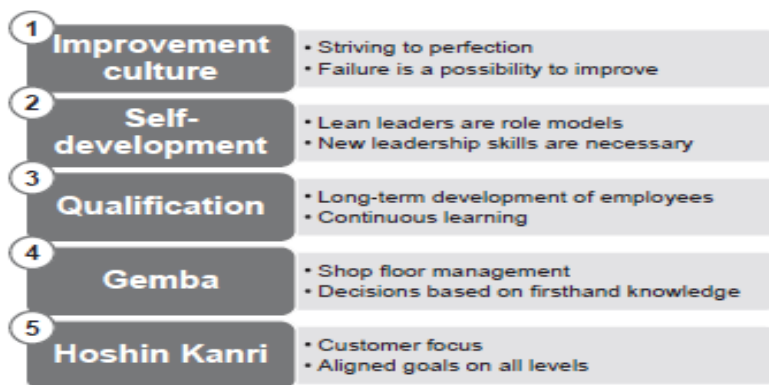 1
Improvement
culture
• Striving to perfection
• Failure is a possibility to improve
2
Self-
development
• Lean leaders are role models
• New leadership skills are necessary
3
Qualification
• Long-term development of employees
• Continuous learning
4
Gemba
• Shop floor management
• Decisions based on firsthand knowledge
5
Hoshin Kanri
• Customer focus
• Aligned goals on all levels